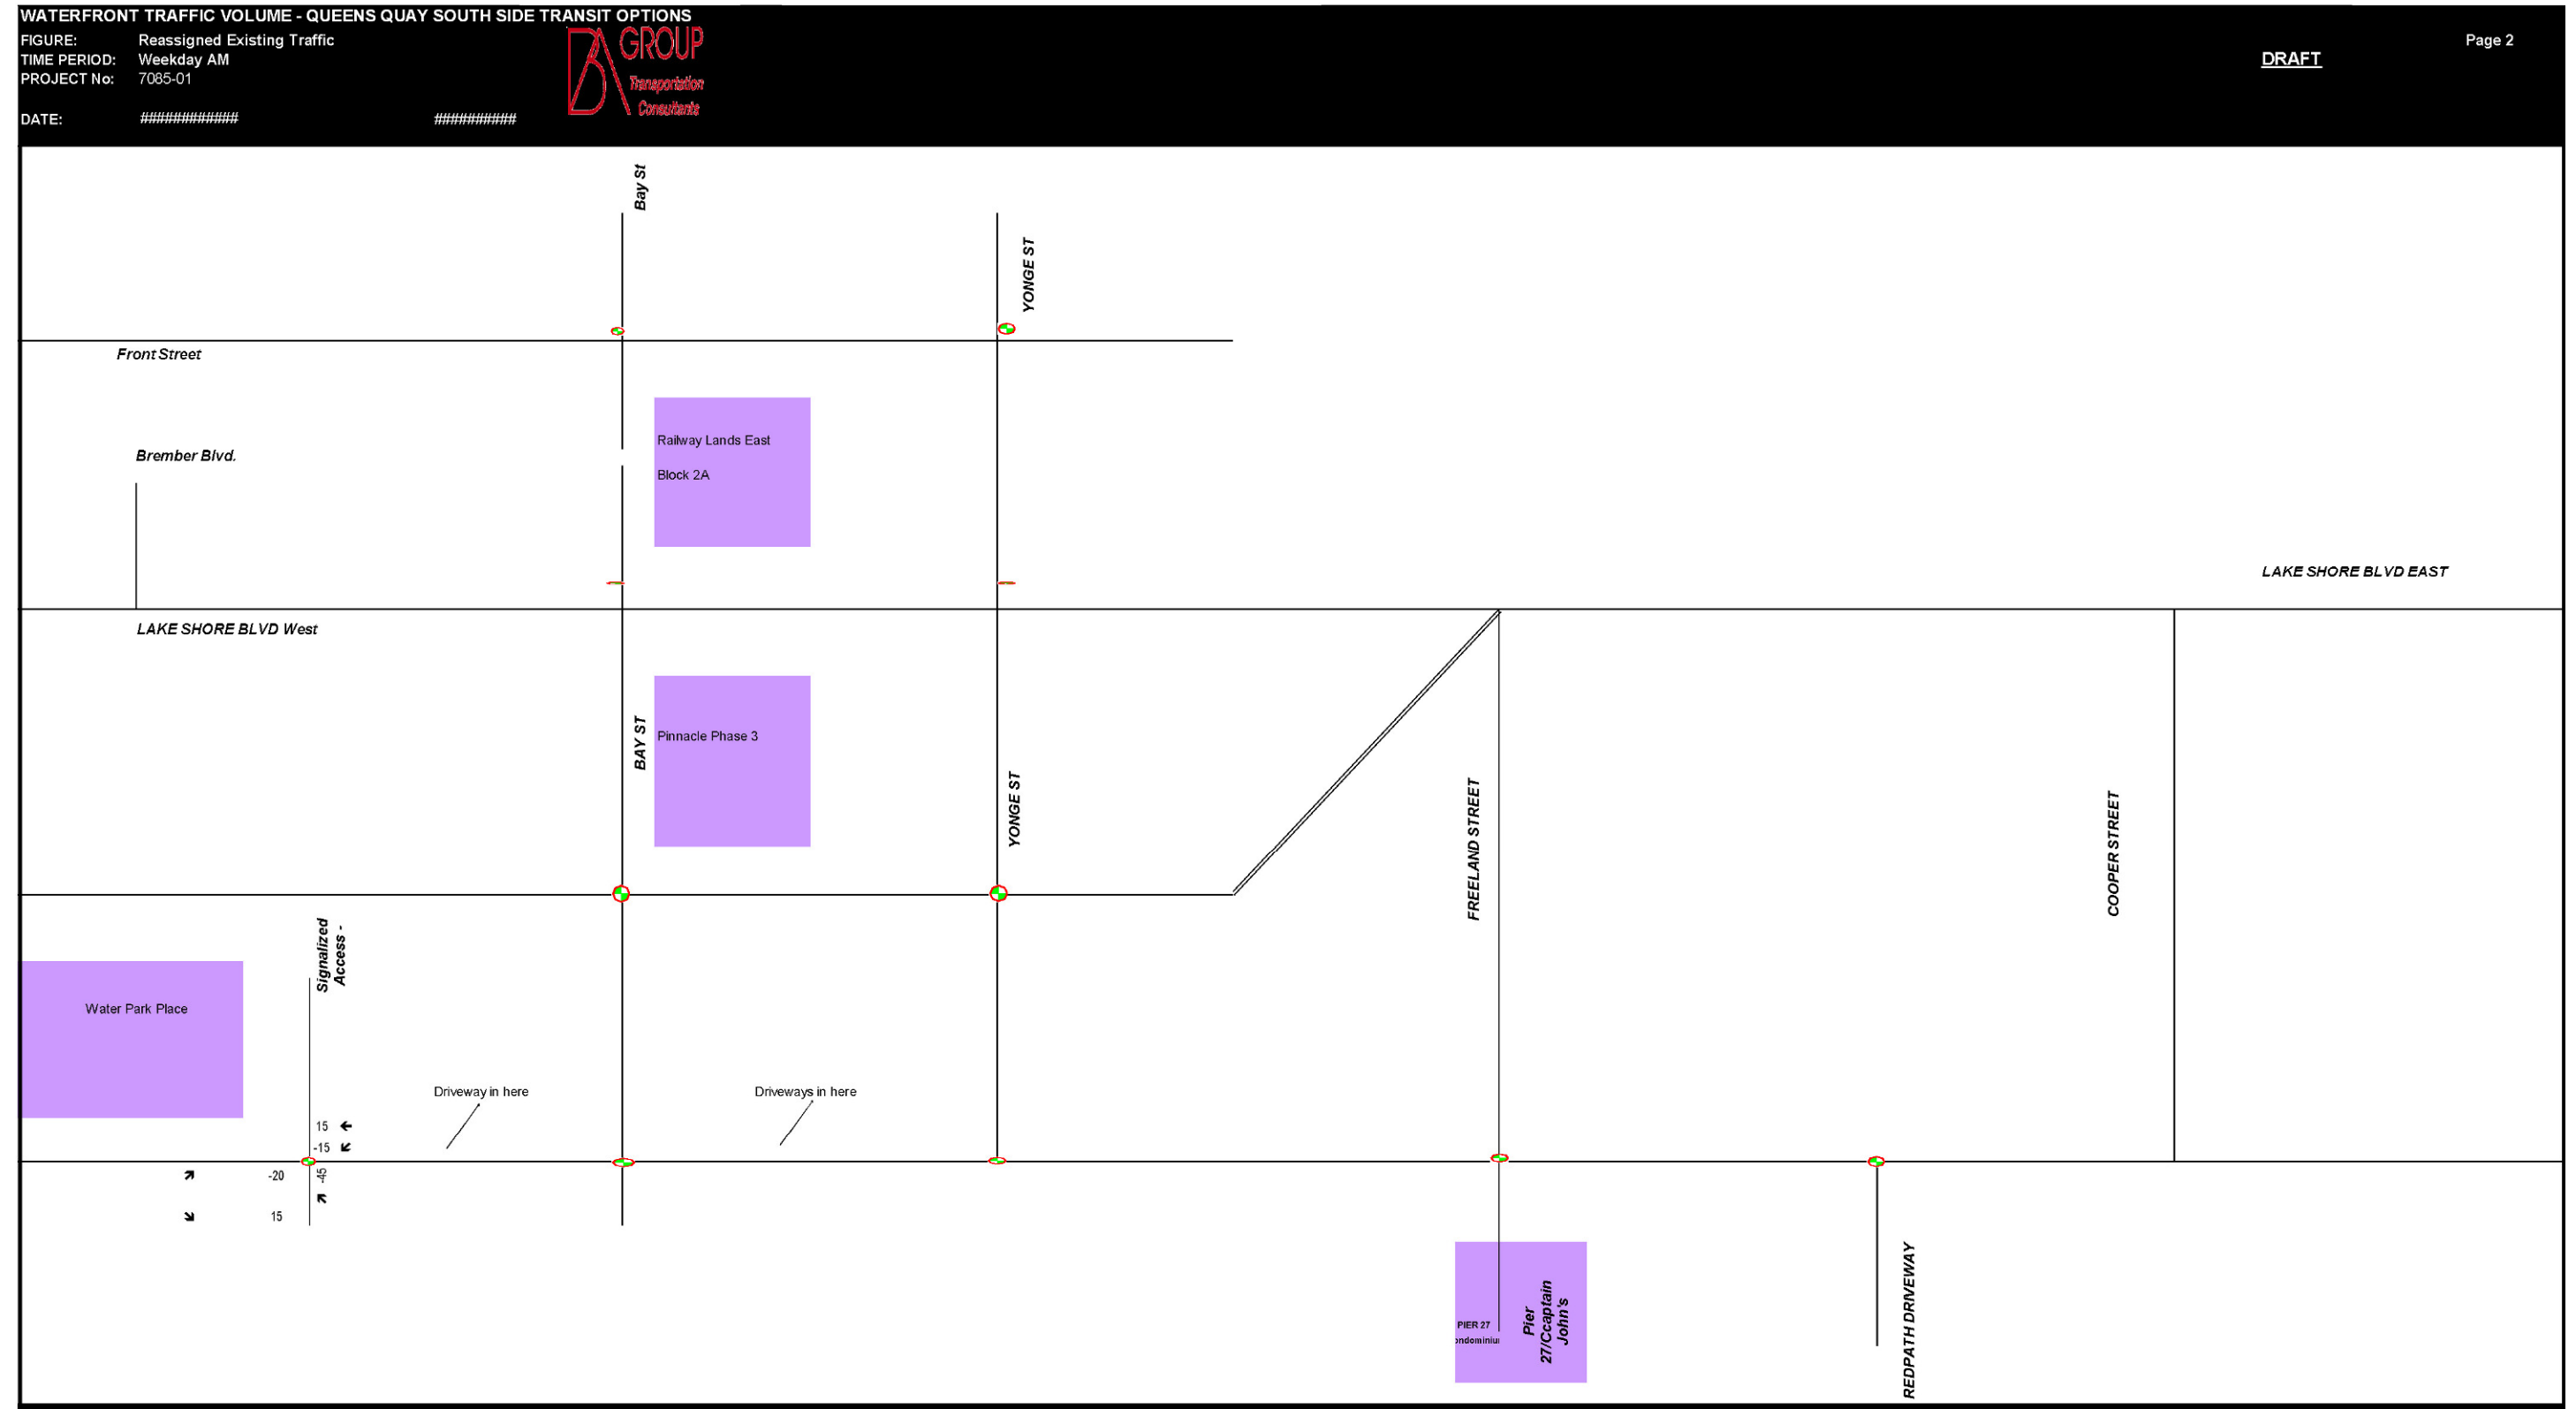 WATERFRONT TRAFFIC VOLUME - QUEENS QUAY SOUTH SIDE TRANSIT OPTIONS
FIGURE: Reassigned Existing Traffic
TIME PERIOD: Weekday AM
PROJECT No: 7085-01
DATE: ############ ##########
BA GROUP
Transportation
Consultants
DRAFT
Page 2
Bay St
YONGE ST
Front Street
Railway Lands East
Block 2A
Brember Blvd.
LAKE SHORE BLVD EAST
LAKE SHORE BLVD West
BAY ST
Pinnacle Phase 3
YONGE ST
FREELAND STREET
COOPER STREET
Signalized
Access -
Water Park Place
Driveway in here
Driveways in here
15 ←
-15 ↙
↗ -20
-45
↖
↘ 15
PIER 27
ondominiu
Pier
27/Ccaptain
John's
REDPATH DRIVEWAY